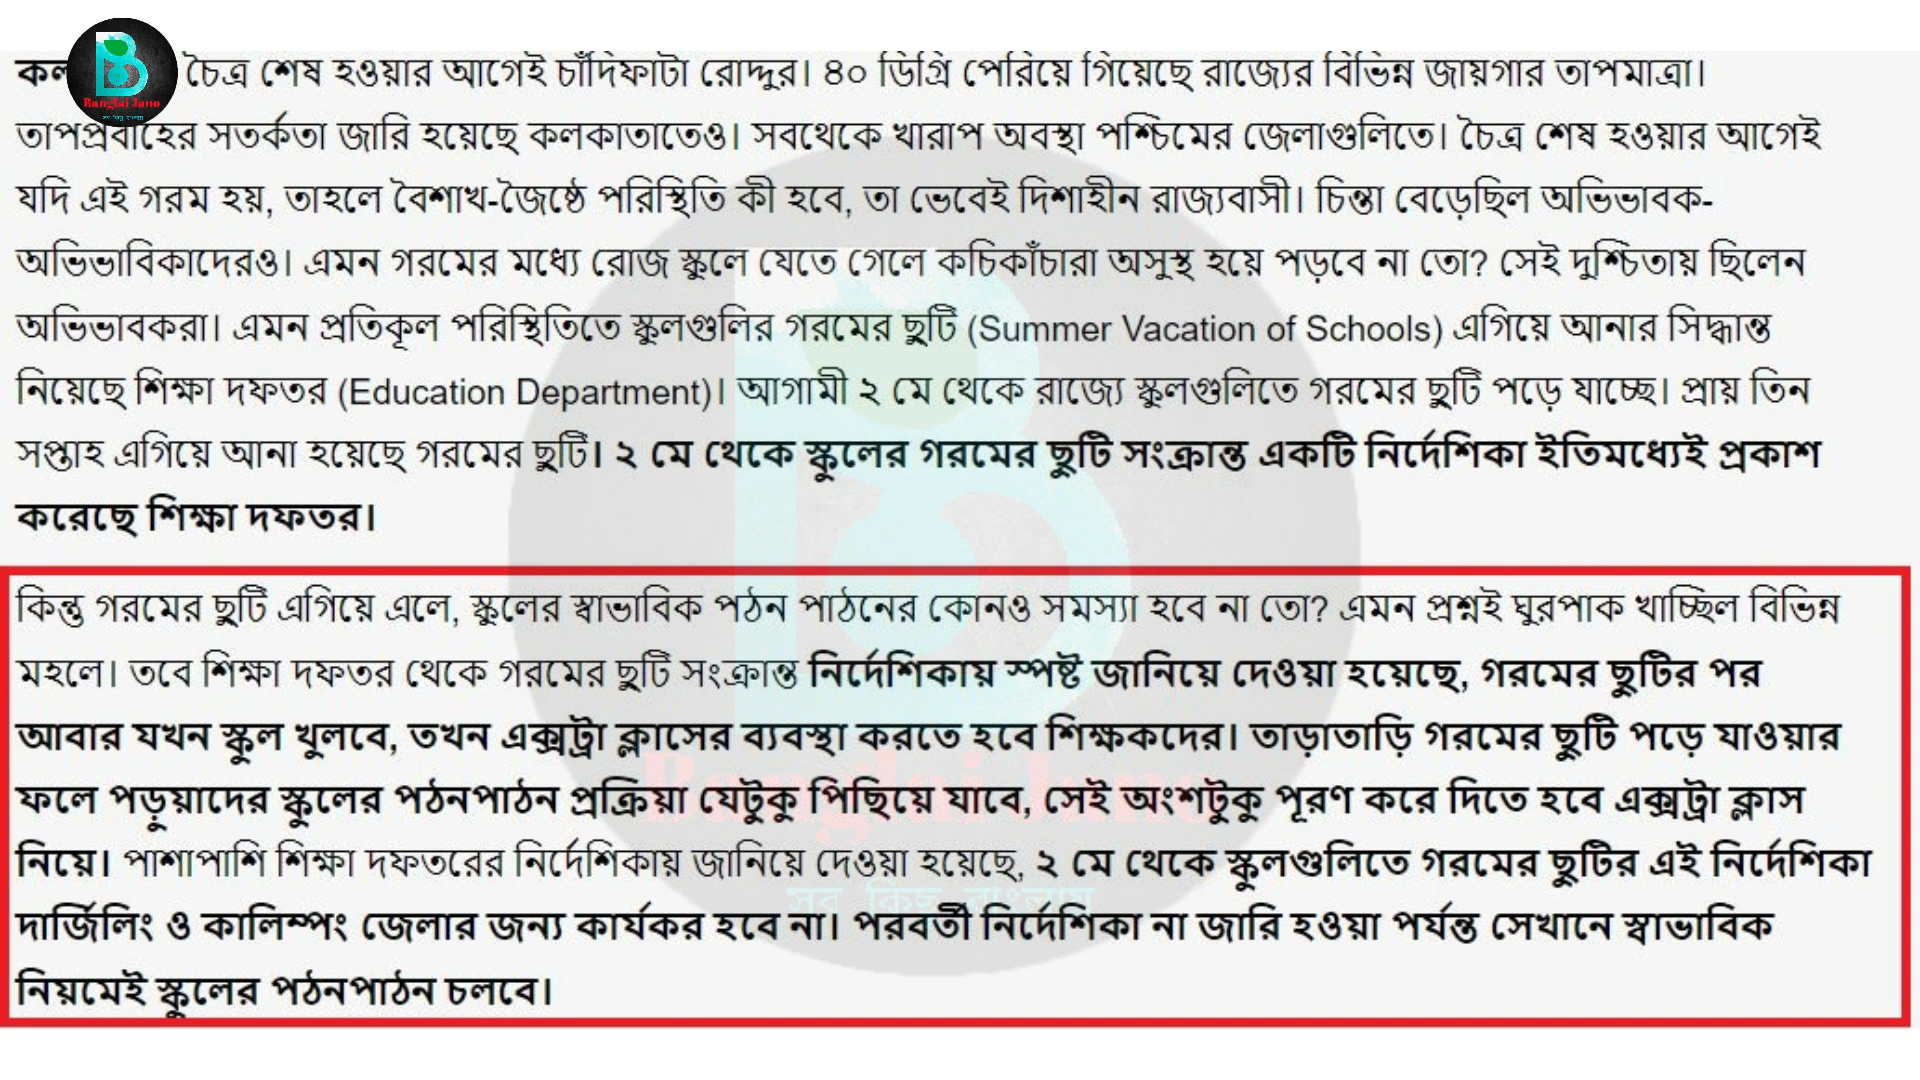 Banglai Jano
চৈত্র শেষ হওয়ার আগেই চাঁদিফাটা রোদ্দুর। ৪০ ডিগ্রি পেরিয়ে গিয়েছে রাজ্যের বিভিন্ন জায়গার তাপমাত্রা।
তাপপ্রবাহের সতর্কতা জারি হয়েছে কলকাতাতেও। সবথেকে খারাপ অবস্থা পশ্চিমের জেলাগুলিতে। চৈত্র শেষ হওয়ার আগেই
যদি এই গরম হয়, তাহলে বৈশাখ-জৈষ্ঠে পরিস্থিতি কী হবে, তা ভেবেই দিশাহীন রাজ্যবাসী। চিন্তা বেড়েছিল অভিভাবক-
অভিভাবিকাদেরও। এমন গরমের মধ্যে রোজ স্কুলে যেতে গেলে কচিকাঁচারা অসুস্থ হয়ে পড়বে না তো? সেই দুশ্চিতায় ছিলেন
অভিভাবকরা। এমন প্রতিকূল পরিস্থিতিতে স্কুলগুলির গরমের ছুটি (Summer Vacation of Schools) এগিয়ে আনার সিদ্ধান্ত
নিয়েছে শিক্ষা দফতর (Education Department)। আগামী ২ মে থেকে রাজ্যে স্কুলগুলিতে গরমের ছুটি পড়ে যাচ্ছে। প্রায় তিন
সপ্তাহ এগিয়ে আনা হয়েছে গরমের ছুটি। ২ মে থেকে স্কুলের গরমের ছুটি সংক্রান্ত একটি নির্দেশিকা ইতিমধ্যেই প্রকাশ
করেছে শিক্ষা দফতর।
কিন্তু গরমের ছুটি এগিয়ে এলে, স্কুলের স্বাভাবিক পঠন পাঠনের কোনও সমস্যা হবে না তো? এমন প্রশ্নই ঘুরপাক খাচ্ছিল বিভিন্ন
মহলে। তবে শিক্ষা দফতর থেকে গরমের ছুটি সংক্রান্ত নির্দেশিকায় স্পষ্ট জানিয়ে দেওয়া হয়েছে, গরমের ছুটির পর
আবার যখন স্কুল খুলবে, তখন এক্সট্রা ক্লাসের ব্যবস্থা করতে হবে শিক্ষকদের। তাড়াতাড়ি গরমের ছুটি পড়ে যাওয়ার
ফলে পড়ুয়াদের স্কুলের পঠনপাঠন প্রক্রিয়া যেটুকু পিছিয়ে যাবে, সেই অংশটুকু পূরণ করে দিতে হবে এক্সট্রা ক্লাস
নিয়ে। পাশাপাশি শিক্ষা দফতরের নির্দেশিকায় জানিয়ে দেওয়া হয়েছে, ২ মে থেকে স্কুলগুলিতে গরমের ছুটির এই নির্দেশিকা
দার্জিলিং ও কালিম্পং জেলার জন্য কার্যকর হবে না। পরবর্তী নির্দেশিকা না জারি হওয়া পর্যন্ত সেখানে স্বাভাবিক
নিয়মেই স্কুলের পঠনপাঠন চলবে।
Banglai Jano
সব কিছু বাংলায়